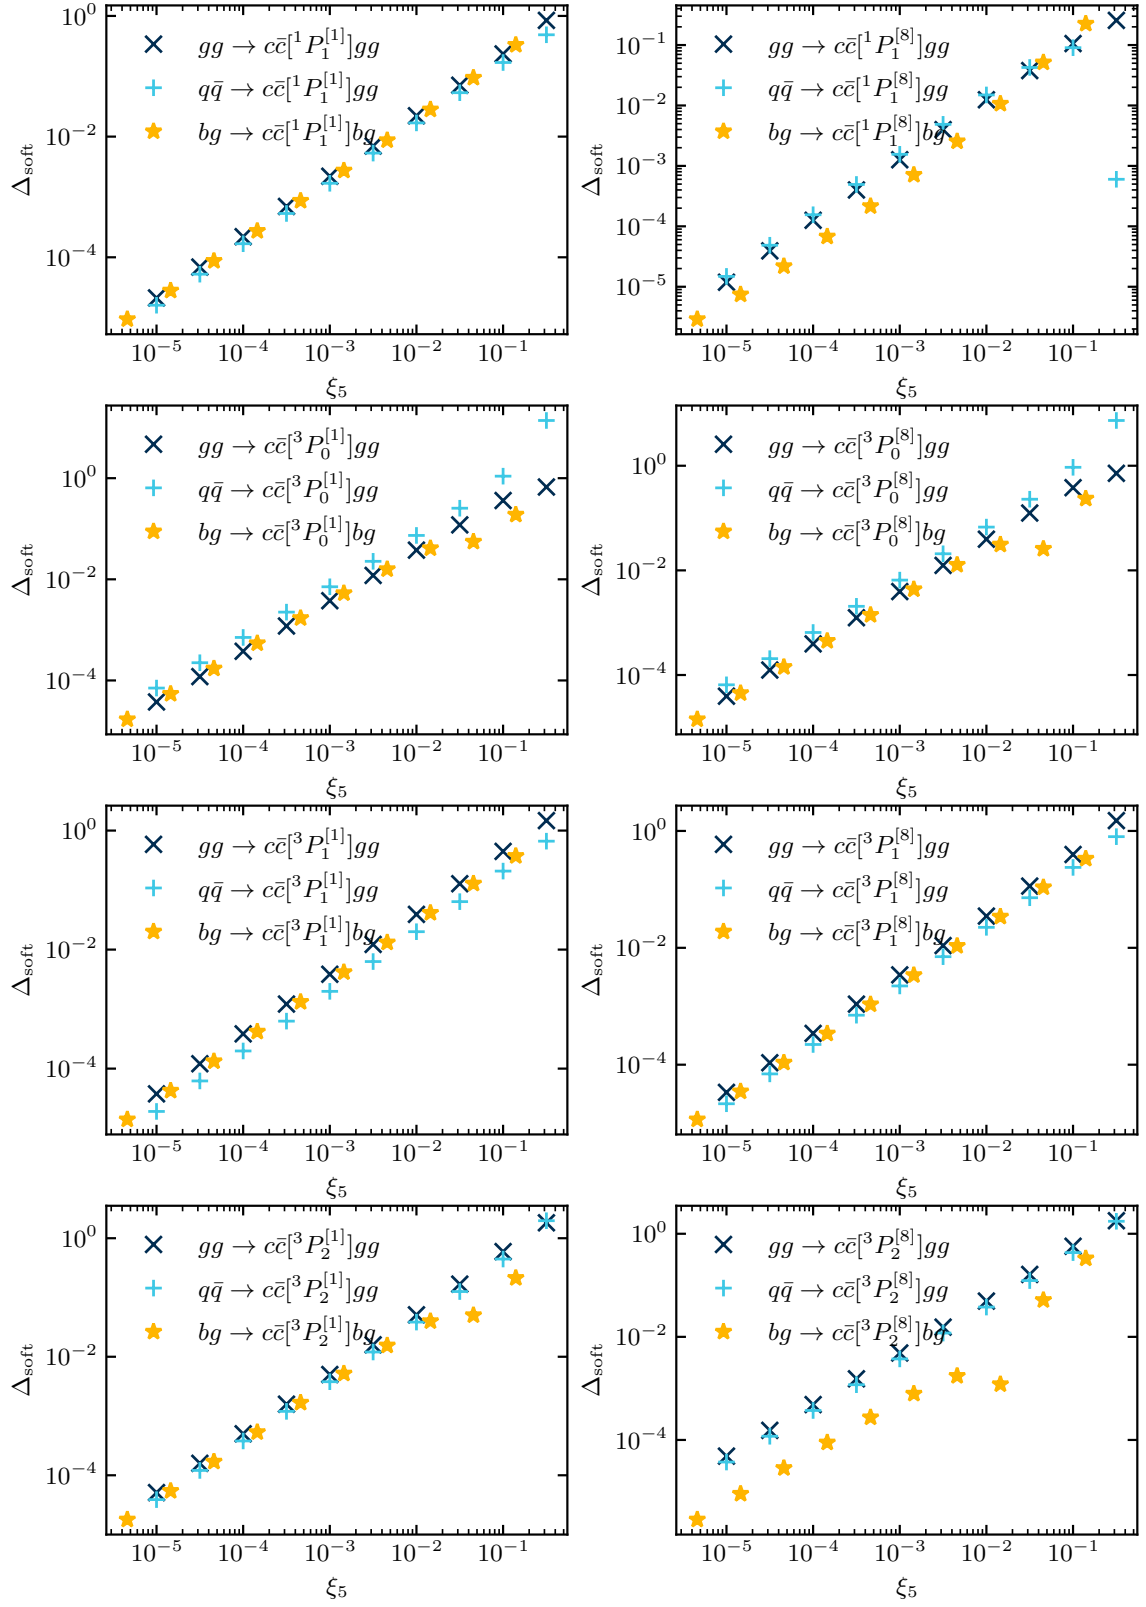 10⁰
10⁻²
10⁻⁴
Δsoft
gg → cc̄[¹P₁^[1]]gg
qq̄ → cc̄[¹P₁^[1]]gg
bg → cc̄[¹P₁^[1]]bg
10⁻⁵ 10⁻⁴ 10⁻³ 10⁻² 10⁻¹
ξ₅
10⁻¹
10⁻²
10⁻³
10⁻⁴
10⁻⁵
Δsoft
gg → cc̄[¹P₁^[8]]gg
qq̄ → cc̄[¹P₁^[8]]gg
bg → cc̄[¹P₁^[8]]bg
10⁻⁵ 10⁻⁴ 10⁻³ 10⁻² 10⁻¹
ξ₅
10⁰
10⁻²
10⁻⁴
Δsoft
gg → cc̄[³P₀^[1]]gg
qq̄ → cc̄[³P₀^[1]]gg
bg → cc̄[³P₀^[1]]bg
10⁻⁵ 10⁻⁴ 10⁻³ 10⁻² 10⁻¹
ξ₅
10⁰
10⁻²
10⁻⁴
Δsoft
gg → cc̄[³P₀^[8]]gg
qq̄ → cc̄[³P₀^[8]]gg
bg → cc̄[³P₀^[8]]bg
10⁻⁵ 10⁻⁴ 10⁻³ 10⁻² 10⁻¹
ξ₅
10⁰
10⁻²
10⁻⁴
Δsoft
gg → cc̄[³P₁^[1]]gg
qq̄ → cc̄[³P₁^[1]]gg
bg → cc̄[³P₁^[1]]bg
10⁻⁵ 10⁻⁴ 10⁻³ 10⁻² 10⁻¹
ξ₅
10⁰
10⁻²
10⁻⁴
Δsoft
gg → cc̄[³P₁^[8]]gg
qq̄ → cc̄[³P₁^[8]]gg
bg → cc̄[³P₁^[8]]bg
10⁻⁵ 10⁻⁴ 10⁻³ 10⁻² 10⁻¹
ξ₅
10⁰
10⁻²
10⁻⁴
Δsoft
gg → cc̄[³P₂^[1]]gg
qq̄ → cc̄[³P₂^[1]]gg
bg → cc̄[³P₂^[1]]bg
10⁻⁵ 10⁻⁴ 10⁻³ 10⁻² 10⁻¹
ξ₅
10⁰
10⁻²
10⁻⁴
Δsoft
gg → cc̄[³P₂^[8]]gg
qq̄ → cc̄[³P₂^[8]]gg
bg → cc̄[³P₂^[8]]bg
10⁻⁵ 10⁻⁴ 10⁻³ 10⁻² 10⁻¹
ξ₅